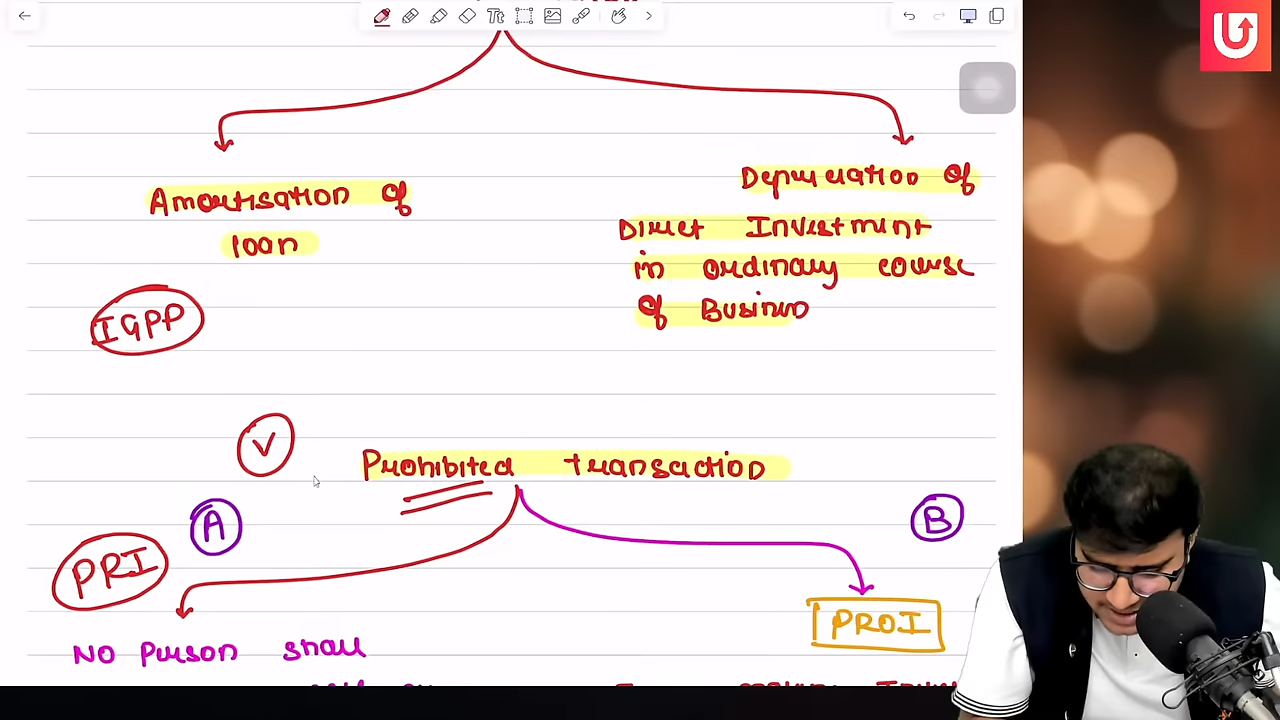 Amortisation of
loan
Depreciation of
Direct Investment
in ordinary course
of Business
IGPP
V
Prohibited transaction
A
B
PRI
PROI
NO Person shall